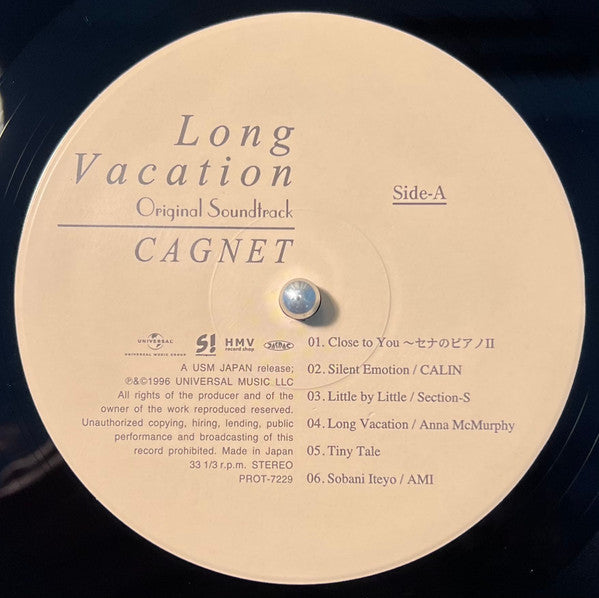 Long
Vacation
Original Soundtrack
CAGNET
Side-A
UNIVERSAL
UNIVERSAL MUSIC GROUP
S!
HMV
record shop
A USM JAPAN release;
℗&©1996 UNIVERSAL MUSIC LLC
All rights of the producer and of the
owner of the work reproduced reserved.
Unauthorized copying, hiring, lending, public
performance and broadcasting of this
record prohibited. Made in Japan
33 1/3 r.p.m. STEREO
PROT-7229
01. Close to You ～セナのピアノII
02. Silent Emotion / CALIN
03. Little by Little / Section-S
04. Long Vacation / Anna McMurphy
05. Tiny Tale
06. Sobani Iteyo / AMI